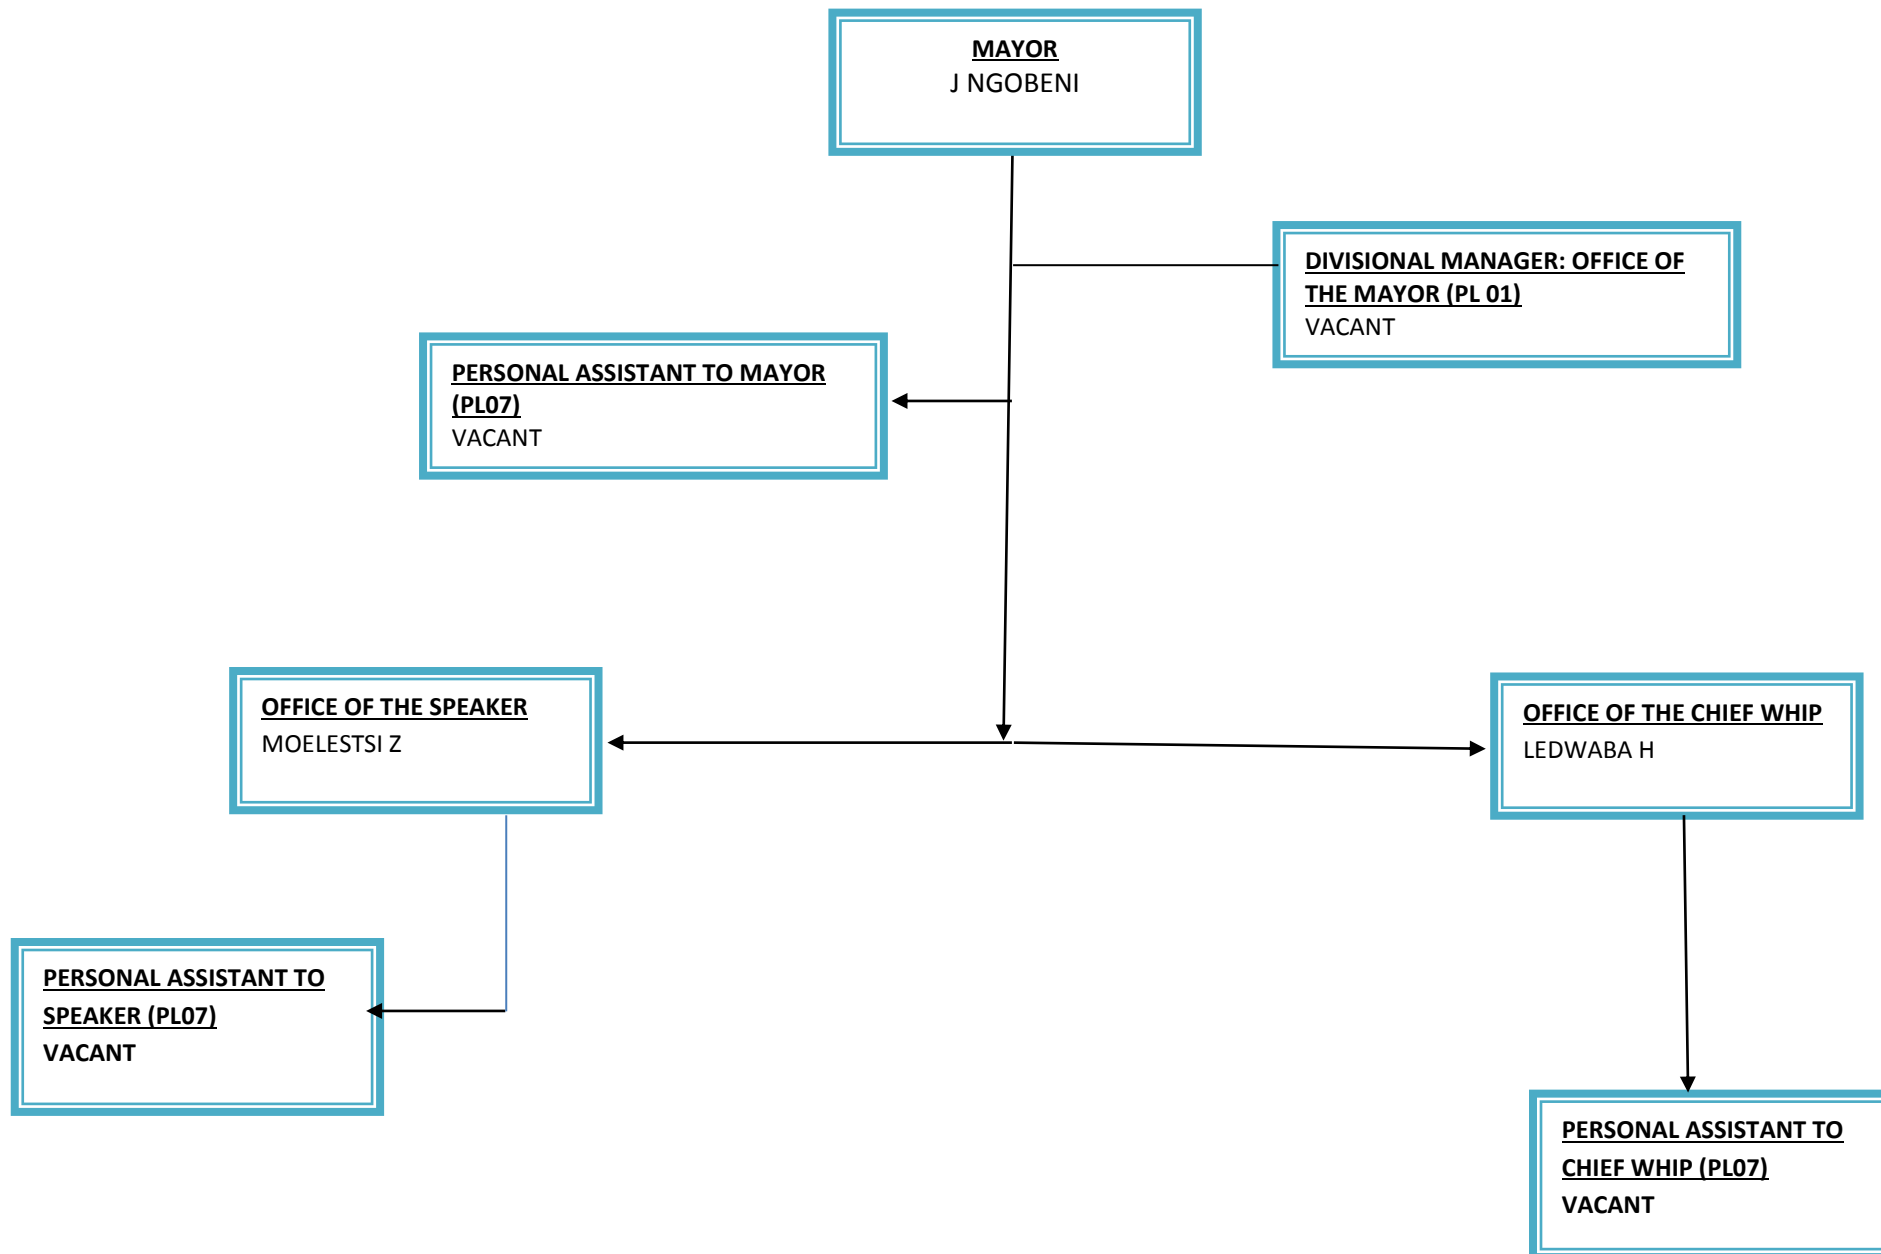 MAYOR
J NGOBENI
DIVISIONAL MANAGER: OFFICE OF
THE MAYOR (PL 01)
VACANT
PERSONAL ASSISTANT TO MAYOR
(PL07)
VACANT
OFFICE OF THE SPEAKER
MOELESTSI Z
OFFICE OF THE CHIEF WHIP
LEDWABA H
PERSONAL ASSISTANT TO
SPEAKER (PL07)
VACANT
PERSONAL ASSISTANT TO
CHIEF WHIP (PL07)
VACANT